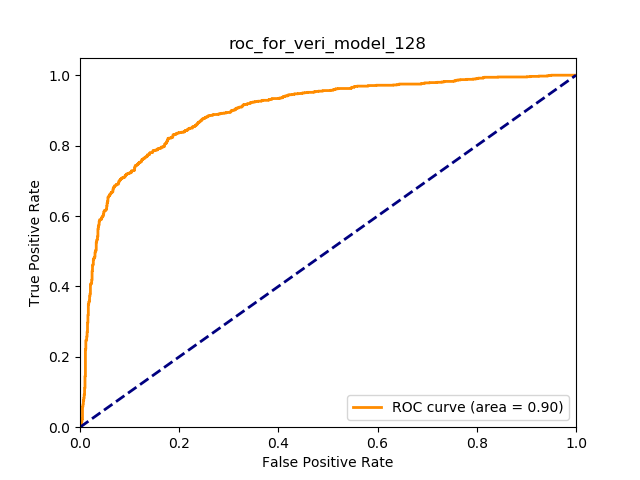 roc_for_veri_model_128
True Positive Rate
1.0
0.8
0.6
0.4
0.2
0.0
ROC curve (area = 0.90)
0.0 0.2 0.4 0.6 0.8 1.0
False Positive Rate